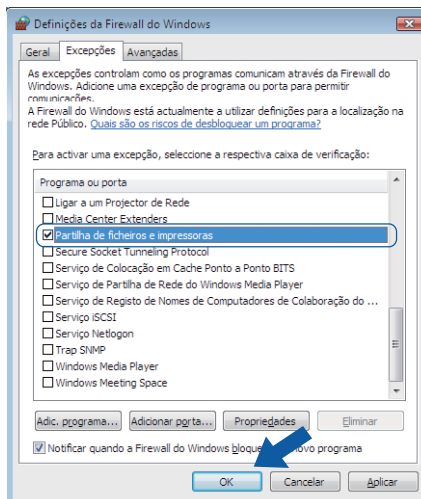 Definições da Firewall do Windows
Geral Excepções Avançadas
As excepções controlam como os programas comunicam através da Firewall do
Windows. Adicione uma excepção de programa ou porta para permitir
comunicações.
A Firewall do Windows está actualmente a utilizar definições para a localização na
rede Público. Quais são os riscos de desbloquear um programa?
Para activar uma excepção, seleccione a respectiva caixa de verificação:
Programa ou porta
Ligar a um Projector de Rede
Media Center Extenders
Partilha de ficheiros e impressoras
Secure Socket Tunneling Protocol
Serviço de Colocação em Cache Ponto a Ponto BITS
Serviço de Partilha de Rede do Windows Media Player
Serviço de Registo de Nomes de Computadores de Colaboração do ...
Serviço iSCSI
Serviço Netlogon
Trap SNMP
Windows Media Player
Windows Meeting Space
Adic. programa... Adicionar porta... Propriedades Eliminar
Notificar quando a Firewall do Windows programa
OK Cancelar Aplicar